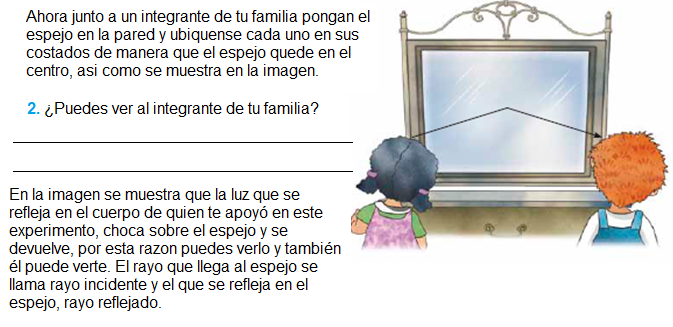 Ahora junto a un integrante de tu familia pongan el
espejo en la pared y ubiquense cada uno en sus
costados de manera que el espejo quede en el
centro, asi como se muestra en la imagen.
2. ¿Puedes ver al integrante de tu familia?
En la imagen se muestra que la luz que se
refleja en el cuerpo de quien te apoyó en este
experimento, choca sobre el espejo y se
devuelve, por esta razon puedes verlo y también
él puede verte. El rayo que llega al espejo se
llama rayo incidente y el que se refleja en el
espejo, rayo reflejado.